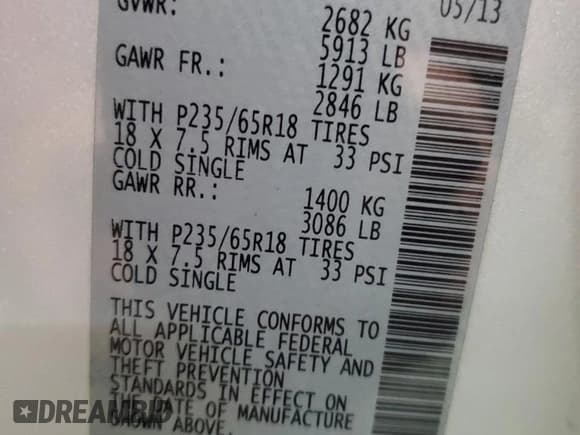 05/13
GVWR:
2682 KG
5913 LB
GAWR FR.:
1291 KG
2846 LB
WITH P235/65R18 TIRES
18 X 7.5 RIMS AT 33 PSI
COLD SINGLE
GAWR RR.:
1400 KG
3086 LB
WITH P235/65R18 TIRES
18 X 7.5 RIMS AT 33 PSI
COLD SINGLE
THIS VEHICLE CONFORMS TO
ALL APPLICABLE FEDERAL
MOTOR VEHICLE SAFETY AND
THEFT PREVENTION
STANDARDS IN EFFECT ON
DATE OF MANUFACTURE
SHOWN ABOVE.
DREAMBID